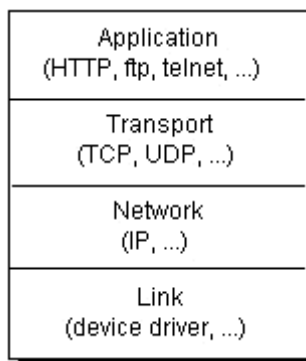 Application
(HTTP, ftp, telnet, ...)
Transport
(TCP, UDP, ...)
Network
(IP, ...)
Link
(device driver, ...)